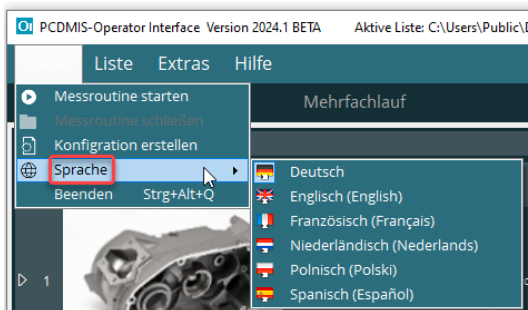 OI PCDMIS-Operator Interface Version 2024.1 BETA Aktive Liste: C:\Users\Public\
Liste Extras Hilfe
Messroutine starten
Mehrfachlauf
Messroutine schließen
Konfigration erstellen
Sprache
Beenden Strg+Alt+Q
Deutsch
Englisch (English)
Französisch (Français)
Niederländisch (Nederlands)
Polnisch (Polski)
Spanisch (Español)
1